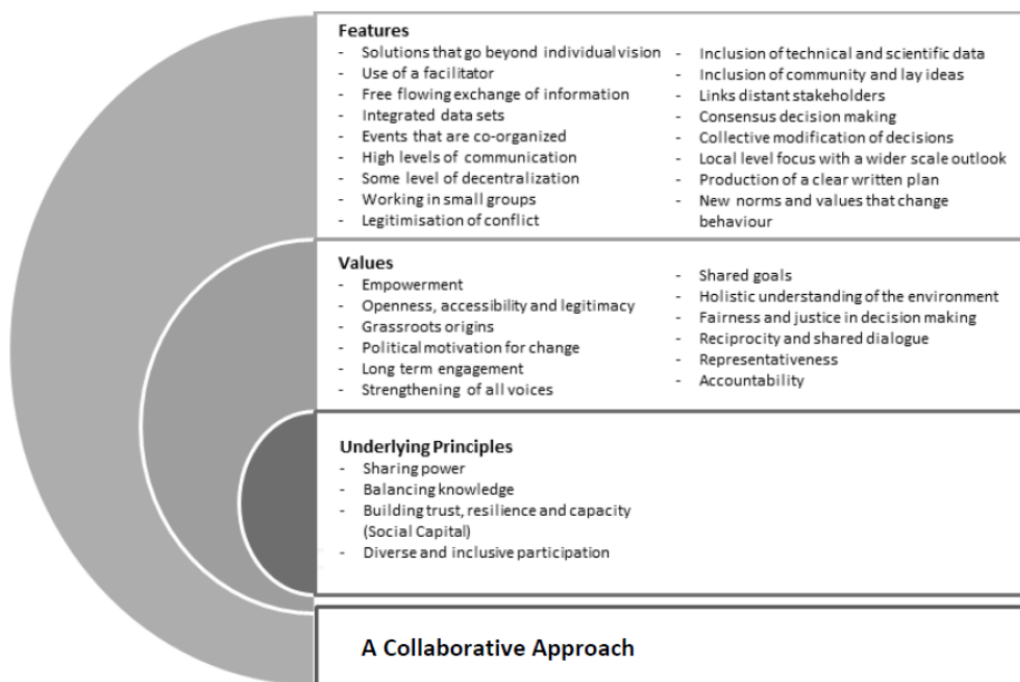 Features
- Solutions that go beyond individual vision
- Use of a facilitator
- Free flowing exchange of information
- Integrated data sets
- Events that are co-organized
- High levels of communication
- Some level of decentralization
- Working in small groups
- Legitimisation of conflict
- Inclusion of technical and scientific data
- Inclusion of community and lay ideas
- Links distant stakeholders
- Consensus decision making
- Collective modification of decisions
- Local level focus with a wider scale outlook
- Production of a clear written plan
- New norms and values that change
behaviour
Values
- Empowerment
- Openness, accessibility and legitimacy
- Grassroots origins
- Political motivation for change
- Long term engagement
- Strengthening of all voices
- Shared goals
- Holistic understanding of the environment
- Fairness and justice in decision making
- Reciprocity and shared dialogue
- Representativeness
- Accountability
Underlying Principles
- Sharing power
- Balancing knowledge
- Building trust, resilience and capacity
(Social Capital)
- Diverse and inclusive participation
A Collaborative Approach